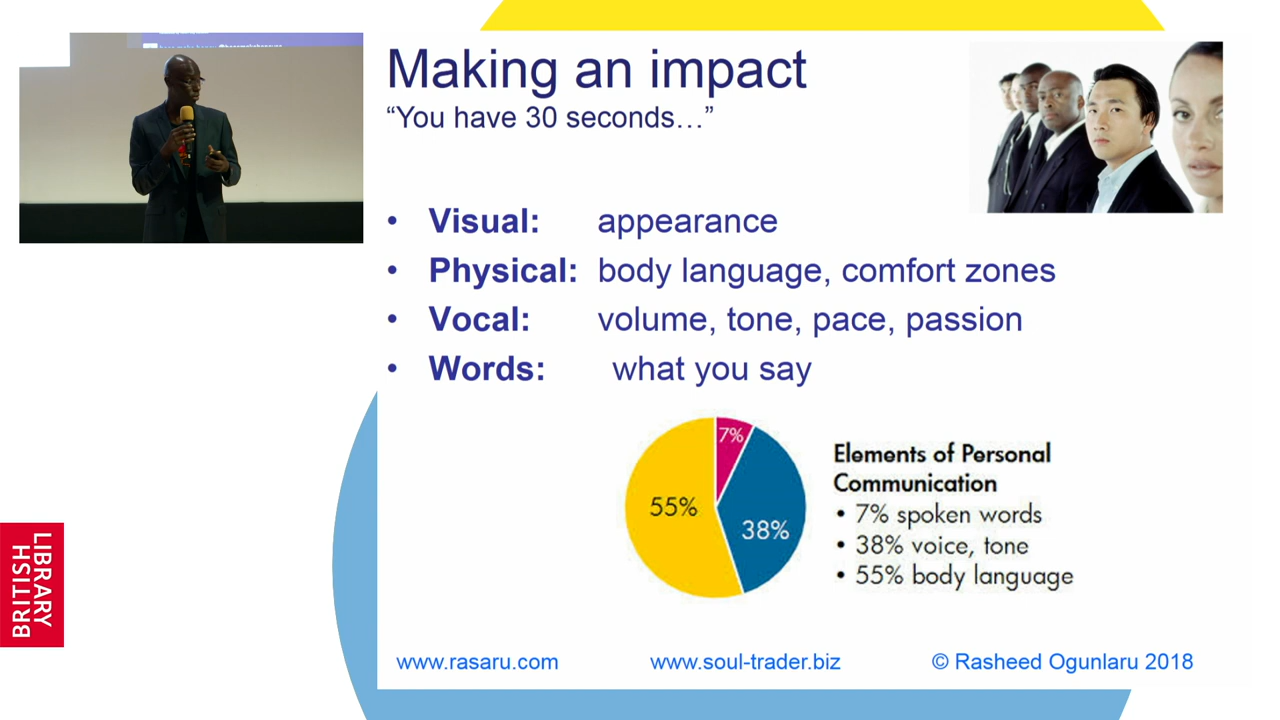 Making an impact
“You have 30 seconds…”
• Visual: appearance
• Physical: body language, comfort zones
• Vocal: volume, tone, pace, passion
• Words: what you say
7%
55%
38%
Elements of Personal
Communication
• 7% spoken words
• 38% voice, tone
• 55% body language
LIBRARY
BRITISH
www.rasaru.com www.soul-trader.biz © Rasheed Ogunlaru 2018